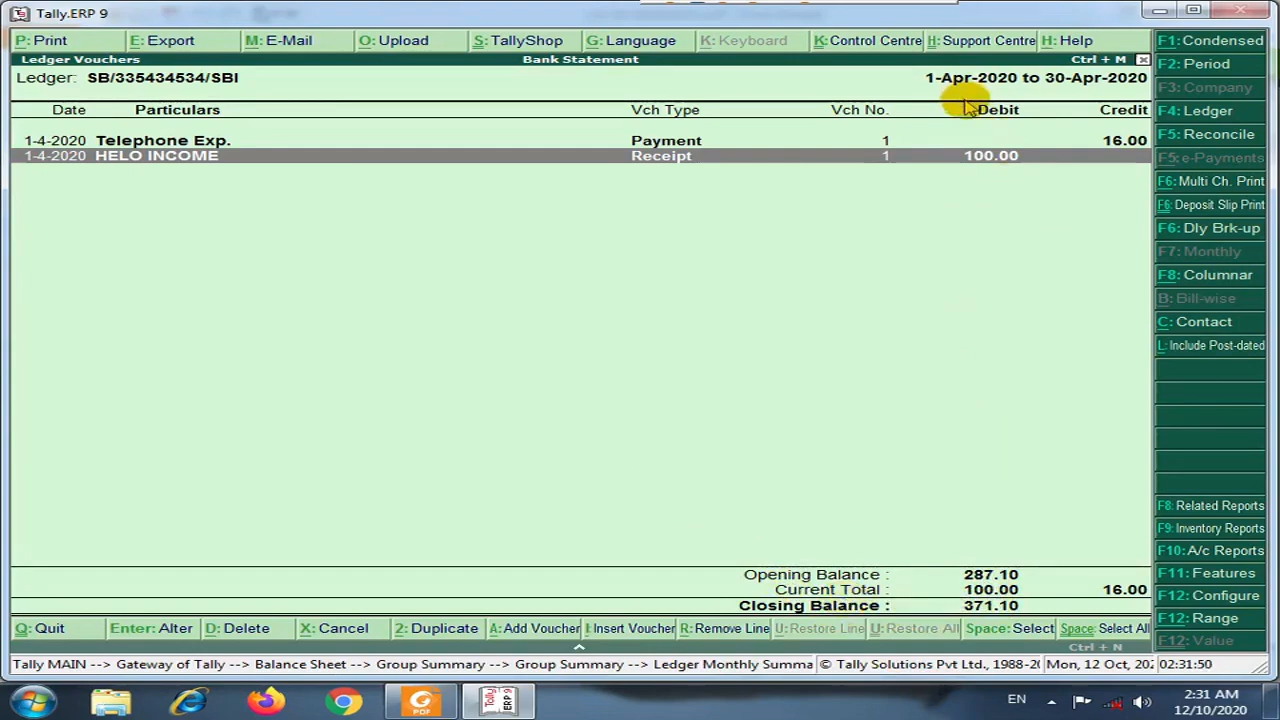 Tally.ERP 9
P: Print E: Export M: E-Mail O: Upload S: TallyShop G: Language K: Keyboard K: Control Centre H: Support Centre H: Help
Ledger Vouchers Bank Statement Ctrl + M
Ledger: SB/335434534/SBI 1-Apr-2020 to 30-Apr-2020
Date Particulars Vch Type Vch No. Debit Credit
1-4-2020 Telephone Exp. Payment 1 16.00
1-4-2020 HELO INCOME Receipt 1 100.00
Opening Balance : 287.10
Current Total : 100.00 16.00
Closing Balance : 371.10
F1: Condensed
F2: Period
F3: Company
F4: Ledger
F5: Reconcile
F5: e-Payments
F6: Multi Ch. Print
F6: Deposit Slip Print
F6: Dly Brk-up
F7: Monthly
F8: Columnar
B: Bill-wise
C: Contact
L: Include Post-dated
F8: Related Reports
F9: Inventory Reports
F10: A/c Reports
F11: Features
F12: Configure
F12: Range
F12: Value
Q: Quit Enter: Alter D: Delete X: Cancel 2: Duplicate A: Add Voucher I: Insert Voucher R: Remove Line U: Restore Line U: Restore All Space: Select Space: Select All
Ctrl + N
Tally MAIN --> Gateway of Tally --> Balance Sheet --> Group Summary --> Group Summary --> Ledger Monthly Summa © Tally Solutions Pvt Ltd., 1988-20 Mon, 12 Oct, 202 02:31:50
PDF Tally ERP 9 EN 2:31 AM
12/10/2020